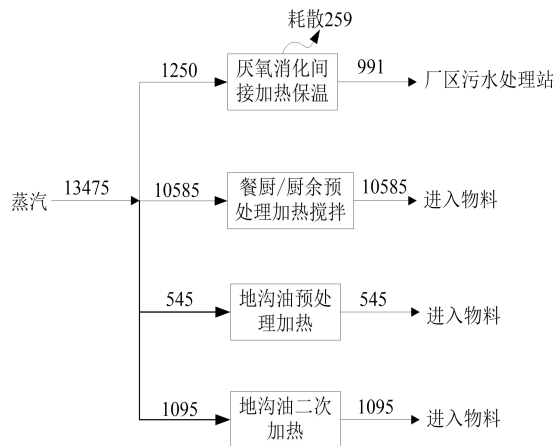 耗散259
1250
厌氧消化间
接加热保温
991
厂区污水处理站
蒸汽
13475
10585
餐厨/厨余预
处理加热搅拌
10585
进入物料
545
地沟油预处
理加热
545
进入物料
1095
地沟油二次
加热
1095
进入物料